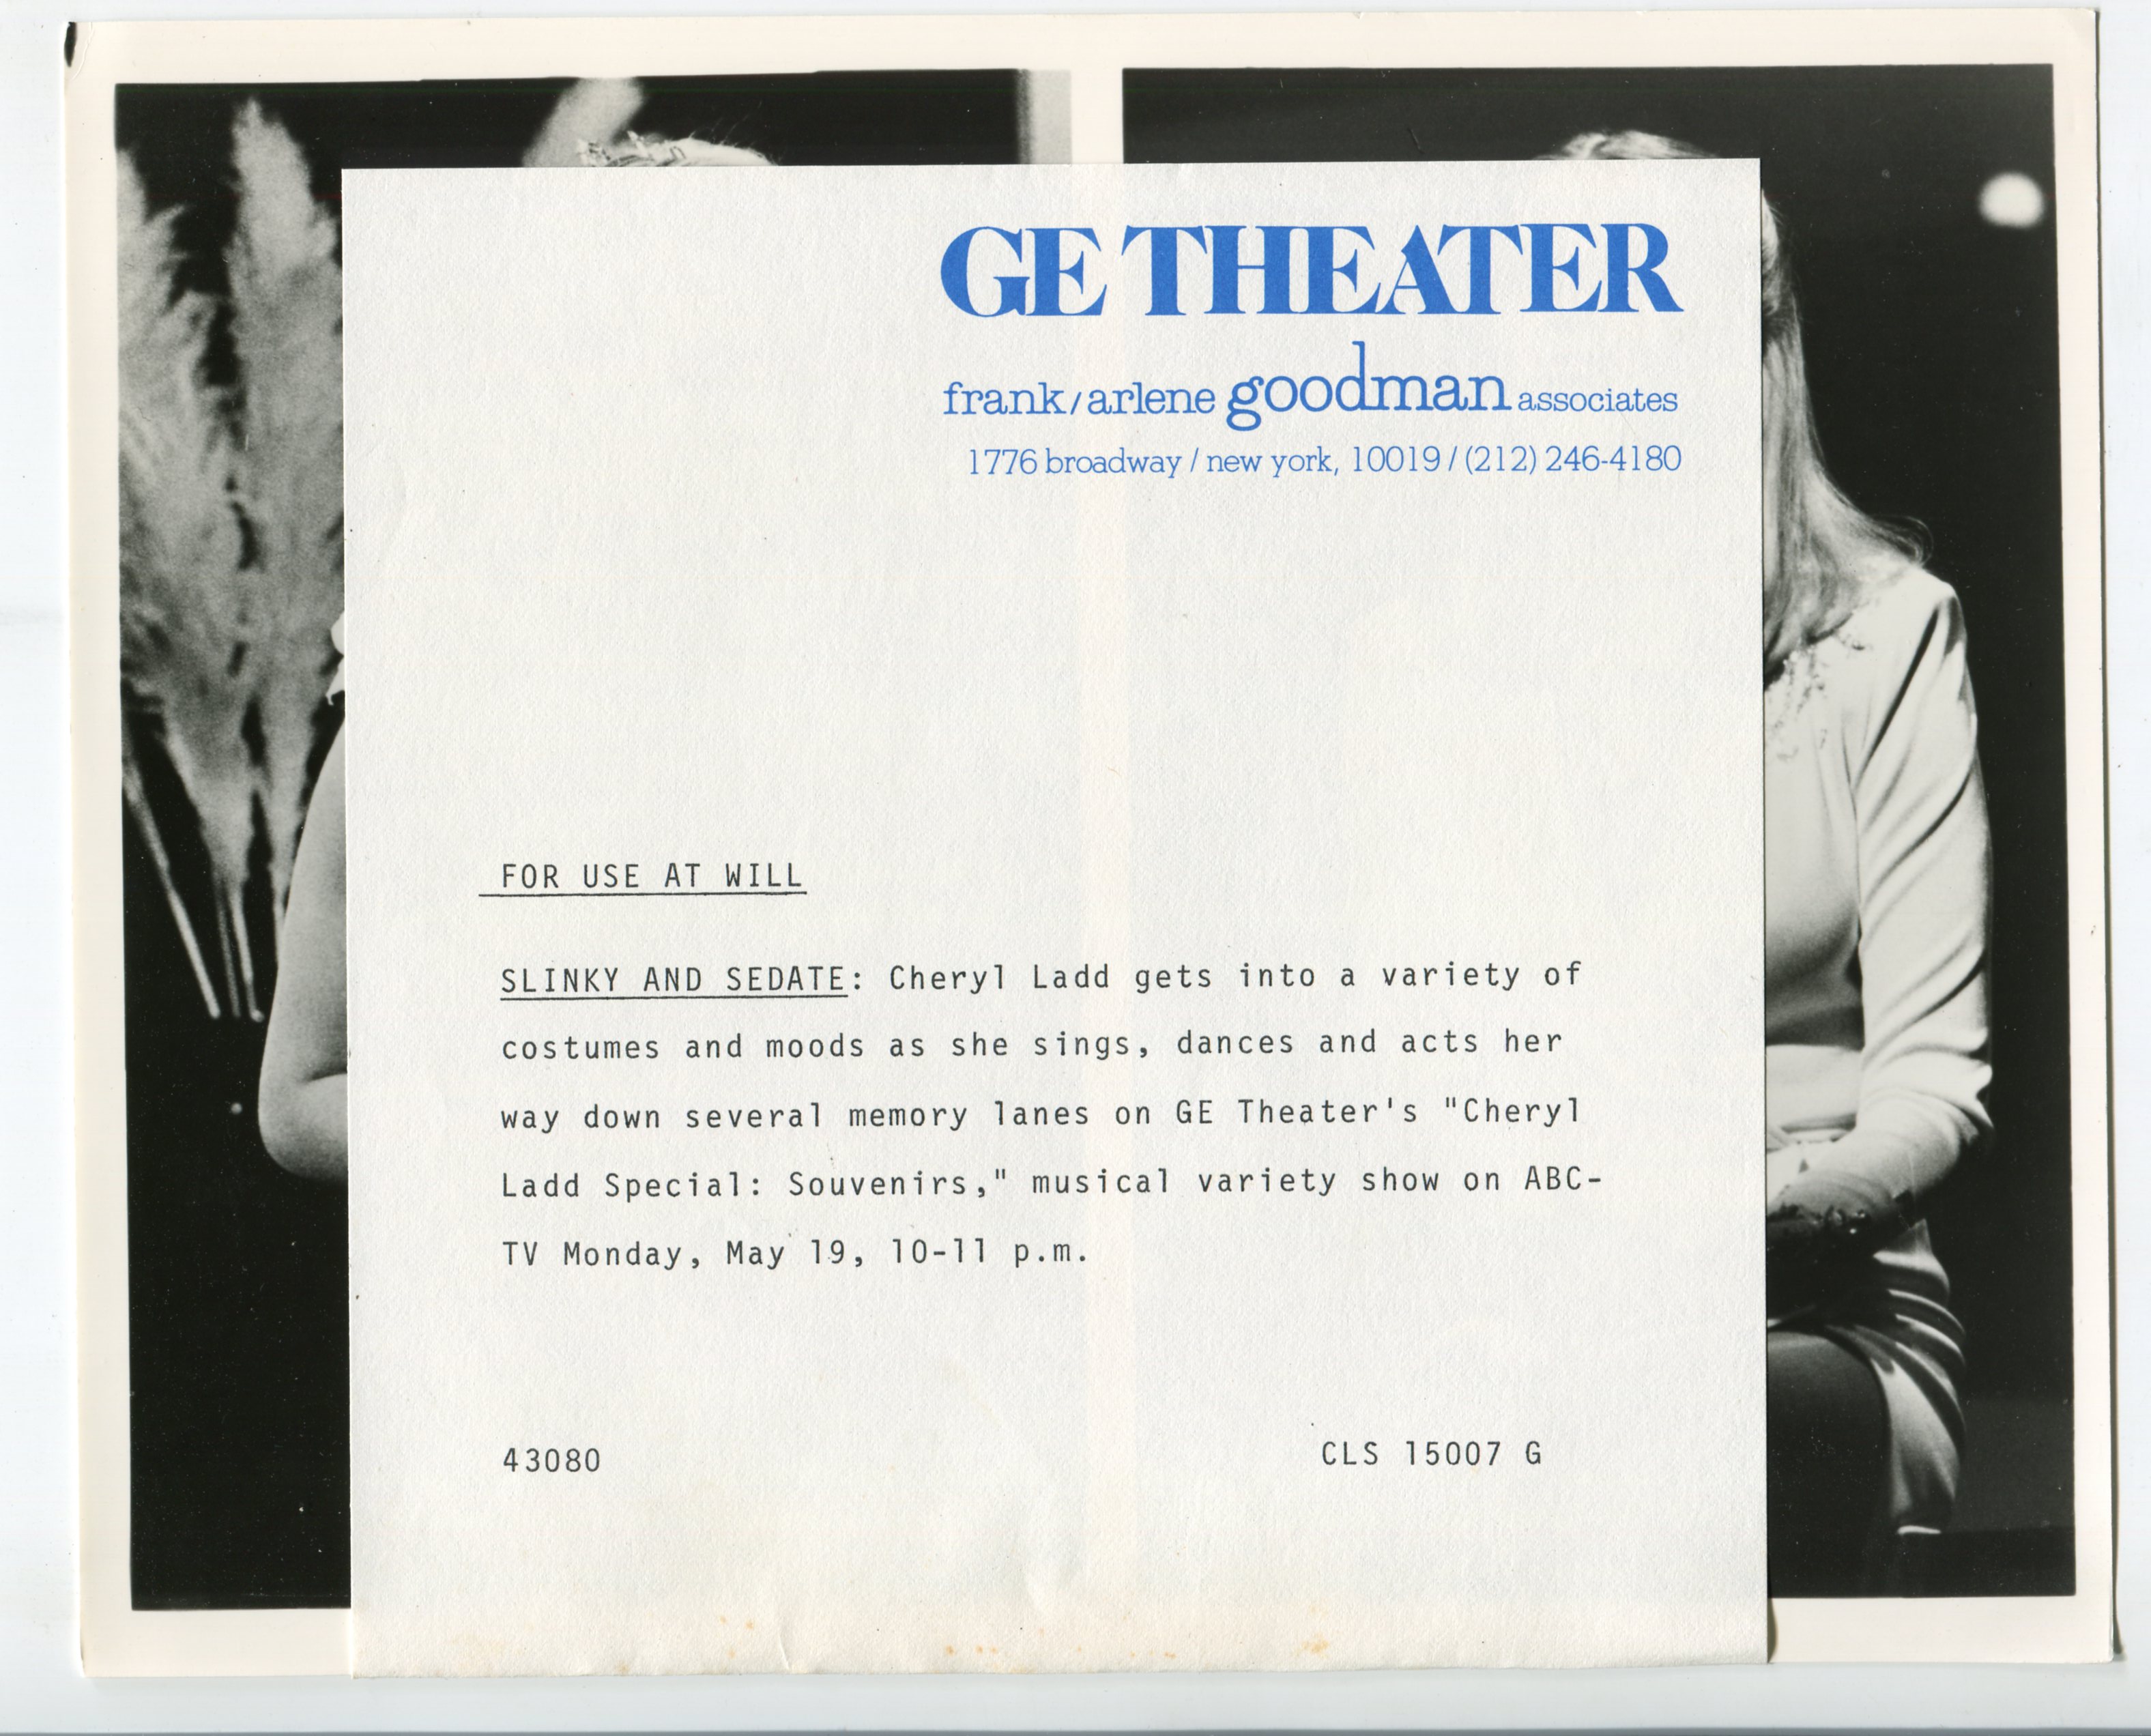 GE THEATER
frank/arlene goodman associates
1776 broadway / new york, 10019 / (212) 246-4180
FOR USE AT WILL
SLINKY AND SEDATE: Cheryl Ladd gets into a variety of
costumes and moods as she sings, dances and acts her
way down several memory lanes on GE Theater's "Cheryl
Ladd Special: Souvenirs," musical variety show on ABC-
TV Monday, May 19, 10-11 p.m.
43080 CLS 15007 G